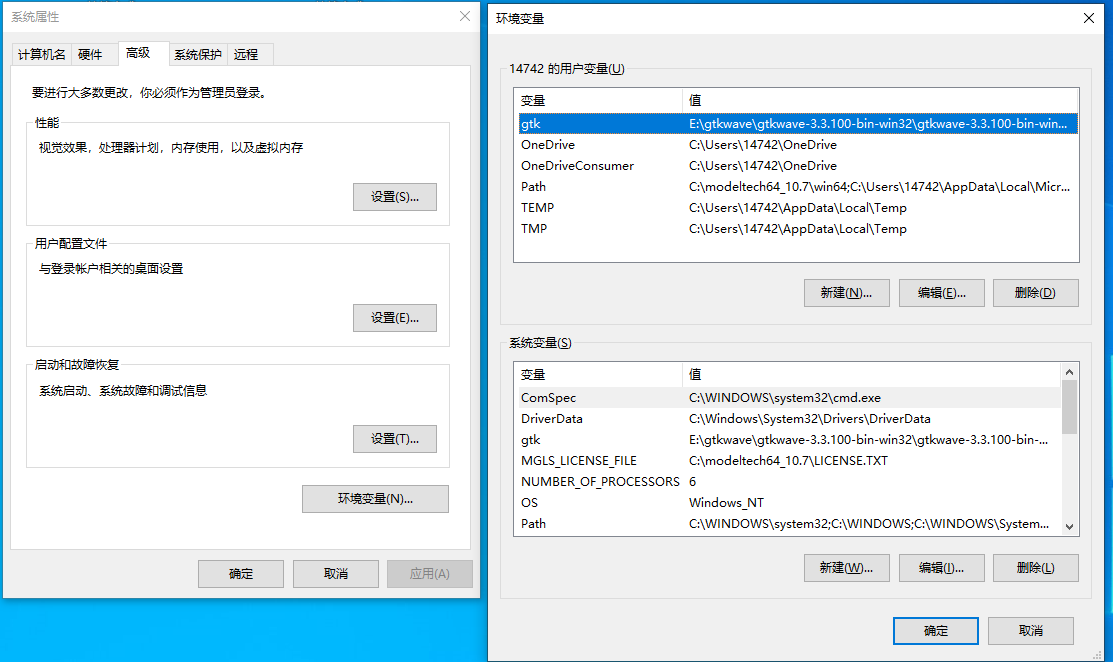 系统属性
计算机名 硬件 高级 系统保护 远程
要进行大多数更改，你必须作为管理员登录。
性能
视觉效果，处理器计划，内存使用，以及虚拟内存
设置(S)...
用户配置文件
与登录帐户相关的桌面设置
设置(E)...
启动和故障恢复
系统启动、系统故障和调试信息
设置(T)...
环境变量(N)...
确定 取消 应用(A)
环境变量
14742 的用户变量(U)
变量 值
gtk E:\gtkwave\gtkwave-3.3.100-bin-win32\gtkwave-3.3.100-bin-win...
OneDrive C:\Users\14742\OneDrive
OneDriveConsumer C:\Users\14742\OneDrive
Path C:\modeltech64_10.7\win64;C:\Users\14742\AppData\Local\Micr...
TEMP C:\Users\14742\AppData\Local\Temp
TMP C:\Users\14742\AppData\Local\Temp
新建(N)... 编辑(E)... 删除(D)
系统变量(S)
变量 值
ComSpec C:\WINDOWS\system32\cmd.exe
DriverData C:\Windows\System32\Drivers\DriverData
gtk E:\gtkwave\gtkwave-3.3.100-bin-win32\gtkwave-3.3.100-bin-...
MGLS_LICENSE_FILE C:\modeltech64_10.7\LICENSE.TXT
NUMBER_OF_PROCESSORS 6
OS Windows_NT
Path C:\WINDOWS\system32;C:\WINDOWS;C:\WINDOWS\System...
新建(W)... 编辑(I)... 删除(L)
确定 取消